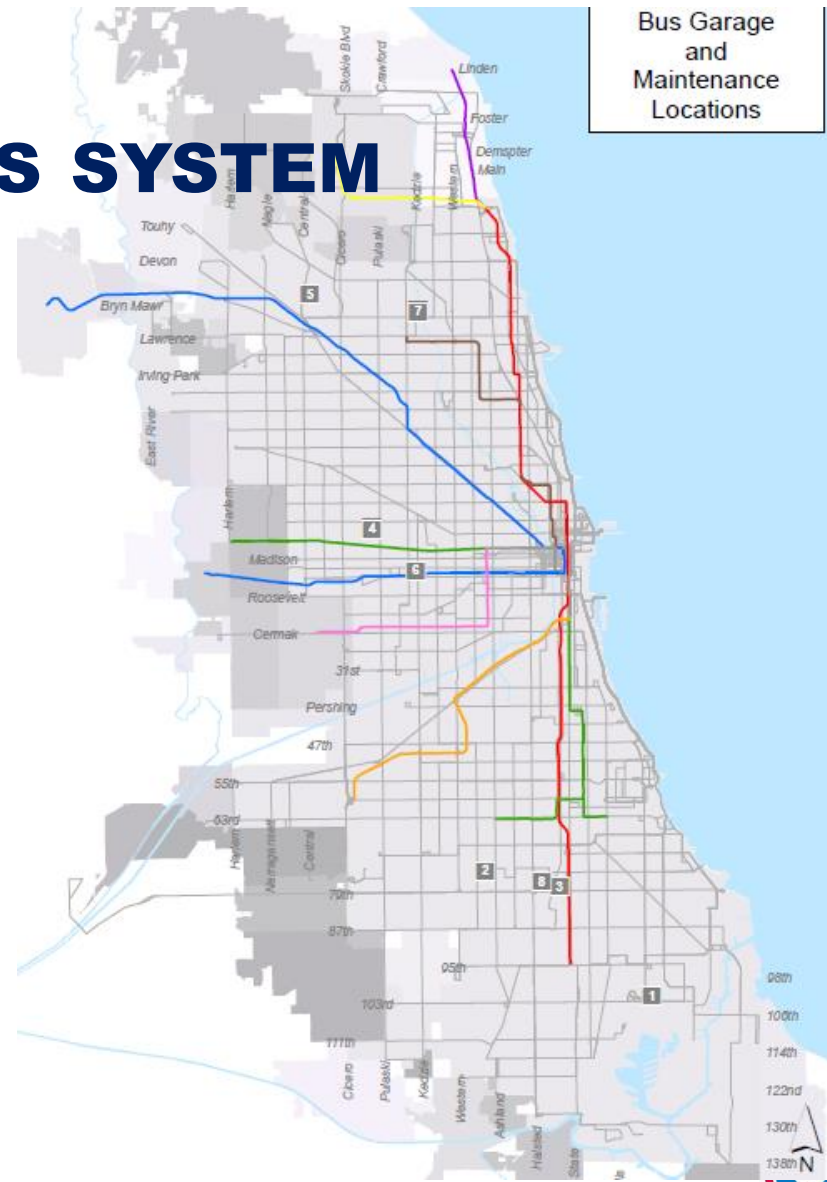 Bus Garage
and
Maintenance
Locations
S SYSTEM
Skokie Blvd
Crawford
Linden
Foster
Demspter
Main
Harlem
Nagle
Central
Cicero
Pulaski
Kedzie
Western
Touhy
Devon
Bryn Mawr
Lawrence
Irving Park
East River
5
7
Harlem
4
Madison
6
Roosevelt
Cermak
31st
Pershing
47th
55th
63rd
Harlem
Narragansett
Central
2
8
3
79th
87th
95th
1
98th
103rd
106th
111th
114th
Cicero
Pulaski
Kedzie
Western
Ashland
Halsted
State
122nd
130th
138th
N